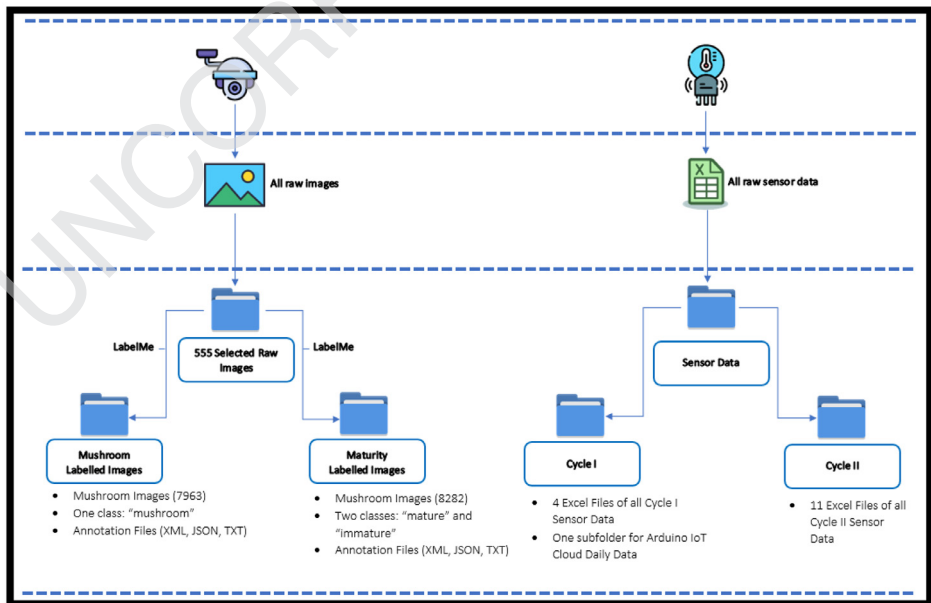 UNCORR
All raw images
All raw sensor data
LabelMe
LabelMe
555 Selected Raw
Images
Sensor Data
Mushroom
Labelled Images
Maturity
Labelled Images
Cycle I
Cycle II
• Mushroom Images (7963)
• One class: “mushroom”
• Annotation Files (XML, JSON, TXT)
• Mushroom Images (8282)
• Two classes: “mature” and
“immature”
• Annotation Files (XML, JSON, TXT)
• 4 Excel Files of all Cycle I
Sensor Data
• One subfolder for Arduino IoT
Cloud Daily Data
• 11 Excel Files of all
Cycle II Sensor
Data